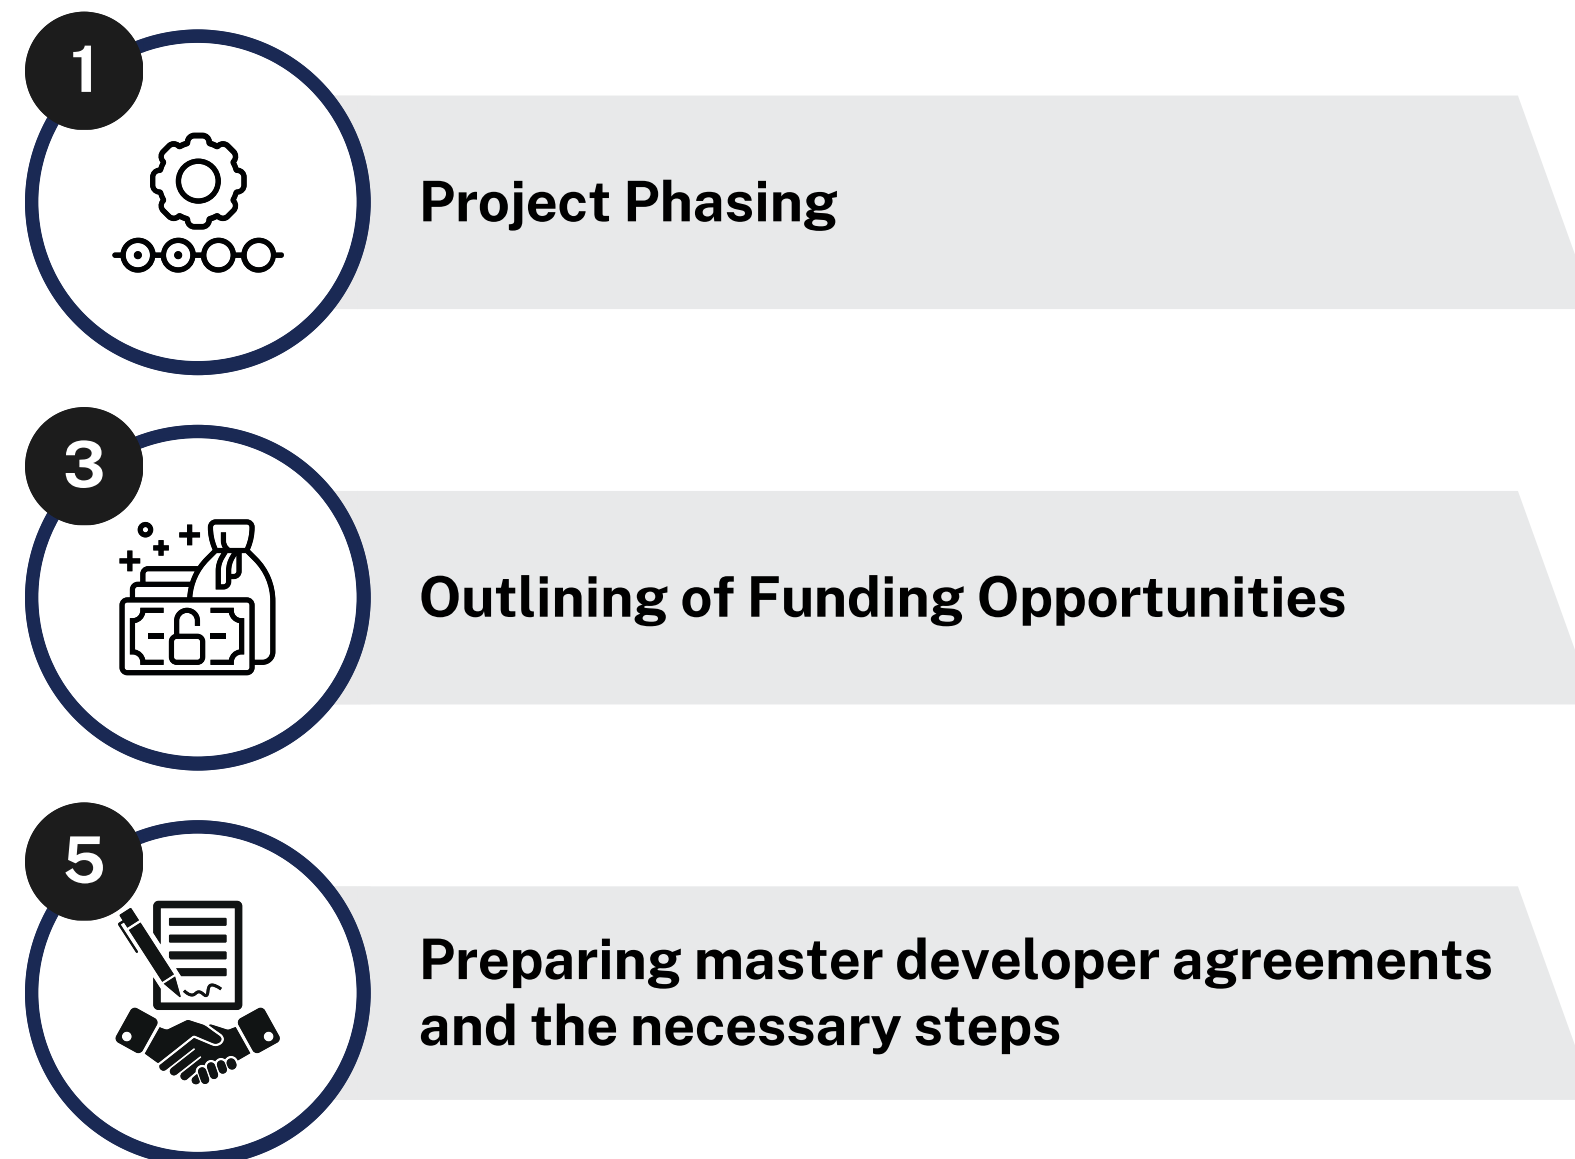 1
Project Phasing
3
Outlining of Funding Opportunities
5
Preparing master developer agreements
and the necessary steps